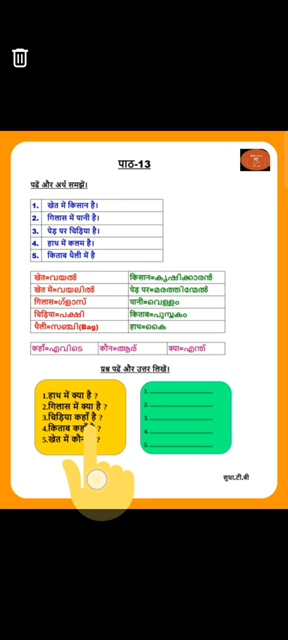 पाठ-13
पढें और अर्थ समझें।
1. खेत में किसान है।
2. गिलास में पानी है।
3. पेड़ पर चिड़िया है।
4. हाथ में कलम है।
5. किताब थैली में है
खेत=വയൽ किसान=കൃഷിക്കാരൻ
खेत में=വയലിൽ पेड़ पर=മരത്തിന്മേൽ
गिलास=ഗ്ളാസ് पानी=വെള്ളം
चिड़िया=പക്ഷി किताब=പുസ്തകം
थैली=സഞ്ചി(Bag) हाथ=കൈ
कहाँ=എവിടെ कौन=ആര് क्या=എന്ത്
प्रश्न पढें और उत्तर लिखें।
1.हाथ में क्या है ?
2.गिलास में क्या है ?
3.चिड़िया कहाँ है ?
4.किताब कहाँ ?
5.खेत में ?
1.
2.
3.
4.
5.
सुधा.टी.वी